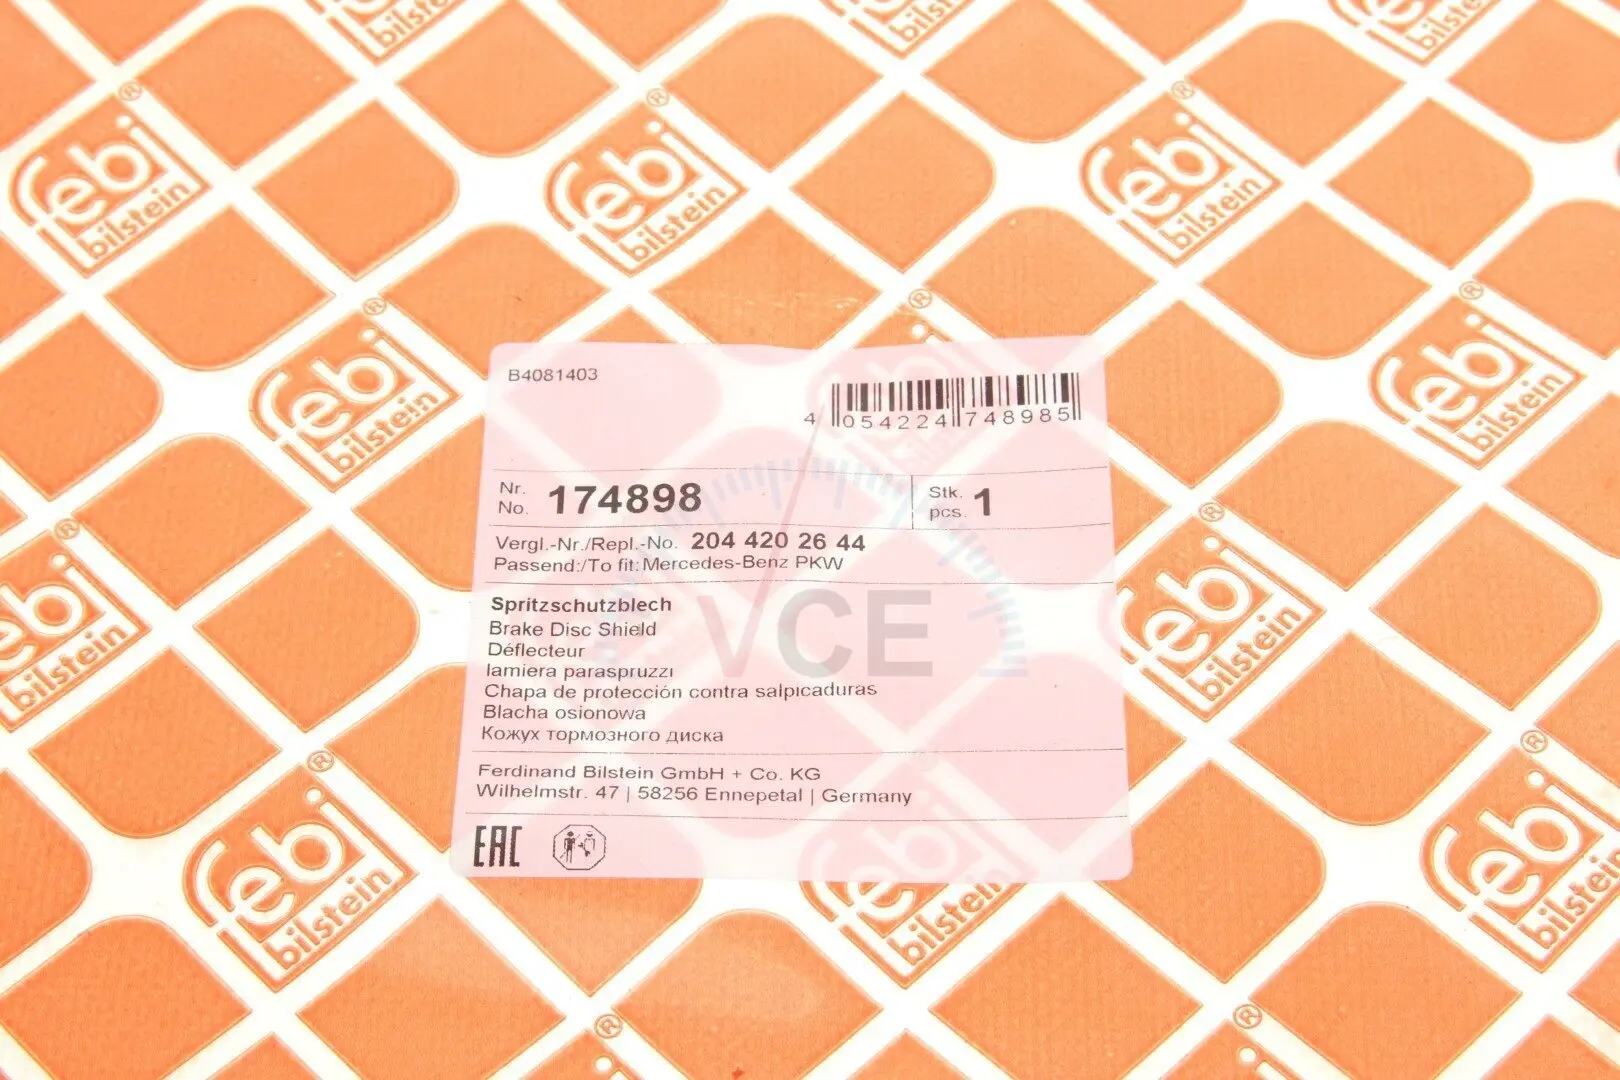 febi
bilstein
B4081403
4 054224 748985
Nr.
No. 174898
Stk.
pcs. 1
Vergl.-Nr./Repl.-No. 204 420 26 44
Passend:/To fit: Mercedes-Benz PKW
Spritzschutzblech
Brake Disc Shield
Déflecteur
lamiera paraspruzzi
Chapa de protección contra salpicaduras
Blacha osionowa
Кожух тормозного диска
VCE
Ferdinand Bilstein GmbH + Co. KG
Wilhelmstr. 47 | 58256 Ennepetal | Germany
EAC